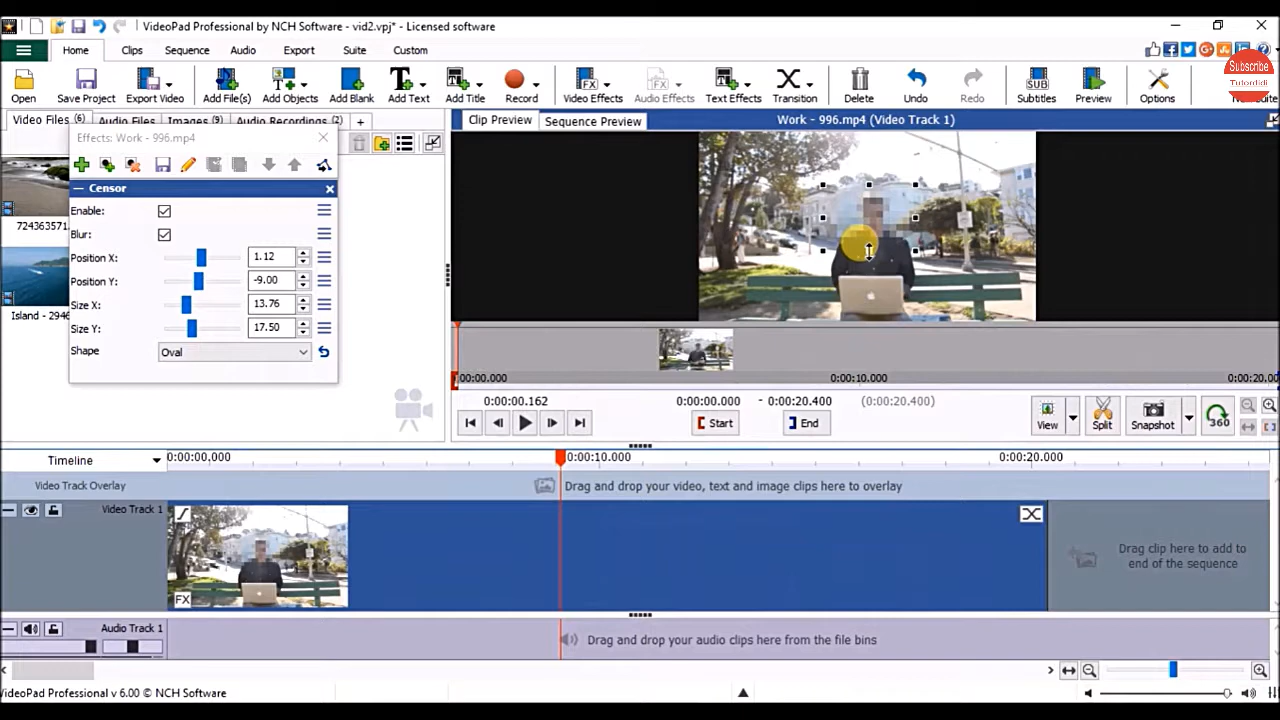 VideoPad Professional by NCH Software - vid2.vpj* - Licensed software
Home Clips Sequence Audio Export Suite Custom
Subscribe
Tutordidi
Open Save Project Export Video Add File(s) Add Objects Add Blank Add Text Add Title Record Video Effects Audio Effects Text Effects Transition Delete Undo Redo Subtitles Preview Options
Video Files (6) Audio Files Images (9) Audio Recordings (2) +
Clip Preview Sequence Preview Work - 996.mp4 (Video Track 1)
Effects: Work - 996.mp4
Censor
Enable:
Blur:
Position X: 1.12
Position Y: -9.00
Size X: 13.76
Size Y: 17.50
Shape Oval
724363571
Island - 294
0:00:00.000 0:00:10.000 0:00:20.00
0:00:00.162 0:00:00.000 - 0:00:20.400 (0:00:20.400)
Start End View Split Snapshot 360
Timeline 0:00:00,000 0:00:10.000 0:00:20.000
Video Track Overlay Drag and drop your video, text and image clips here to overlay
Video Track 1
FX
Drag clip here to add to
end of the sequence
Audio Track 1 Drag and drop your audio clips here from the file bins
VideoPad Professional v 6.00 © NCH Software